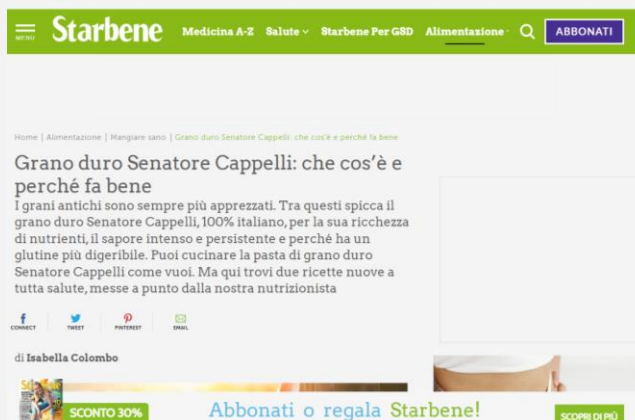 MENU
Starbene
Medicina A-Z Salute Starbene Per GSD Alimentazione
ABBONATI
Home | Alimentazione | Mangiare sano | Grano duro Senatore Cappelli: che cos'è e perché fa bene
Grano duro Senatore Cappelli: che cos'è e
perché fa bene
I grani antichi sono sempre più apprezzati. Tra questi spicca il
grano duro Senatore Cappelli, 100% italiano, per la sua ricchezza
di nutrienti, il sapore intenso e persistente e perché ha un
glutine più digeribile. Puoi cucinare la pasta di grano duro
Senatore Cappelli come vuoi. Ma qui trovi due ricette nuove a
tutta salute, messe a punto dalla nostra nutrizionista
CONNECT TWEET PINTEREST EMAIL
di Isabella Colombo
SCONTO 30%
Abbonati o regala Starbene!
SCOPRI DI PIÙ